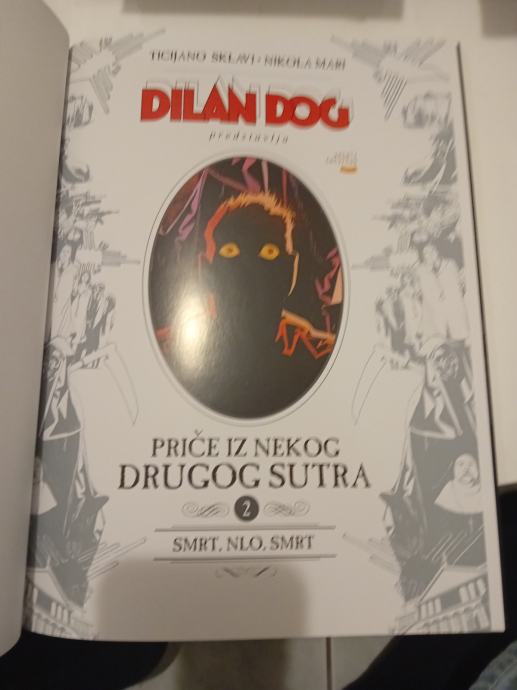 TICIJANO SKLAVI • NIKOLA MARI
DILAN DOG
predstavlja
PRIČE IZ NEKOG
DRUGOG SUTRA
2
SMRT, NLO, SMRT